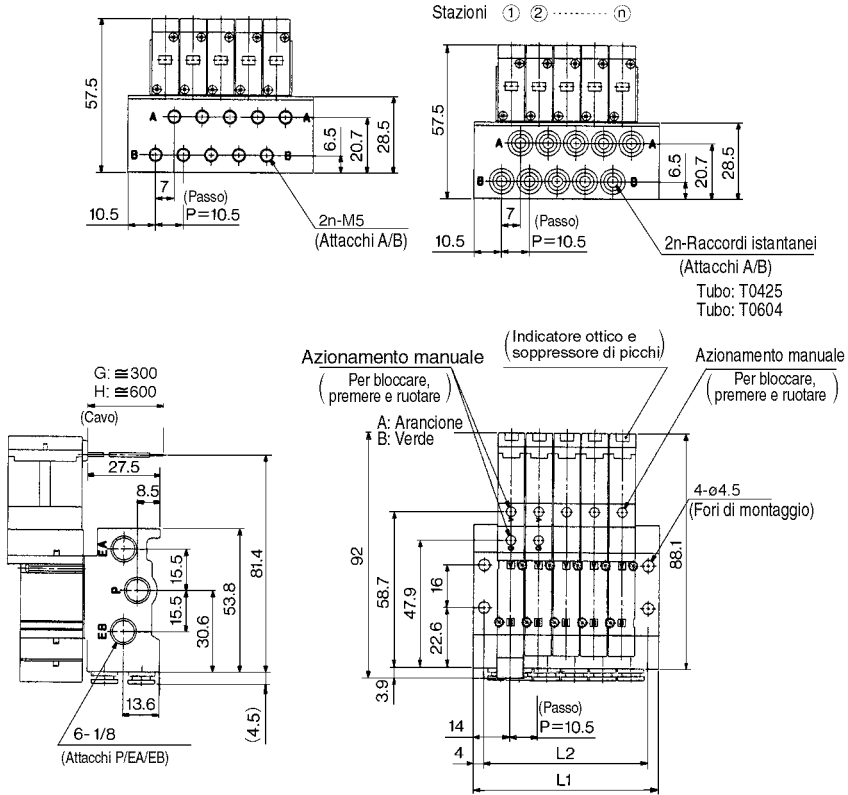 Stazioni ① ② ·········· ⓝ
57.5
A A
B B
6.5
20.7
28.5
7
(Passo)
10.5
P=10.5
2n-M5
(Attacchi A/B)
57.5
A A
B B
6.5
20.7
28.5
7
(Passo)
10.5
P=10.5
2n-Raccordi istantanei
(Attacchi A/B)
Tubo: T0425
Tubo: T0604
G: ≅300
H: ≅600
(Cavo)
27.5
8.5
EA
P
EB
15.5
15.5
30.6
53.8
81.4
13.6
(4.5)
6-1/8
(Attacchi P/EA/EB)
(Indicatore ottico e
soppressore di picchi)
Azionamento manuale
(Per bloccare,
premere e ruotare)
A: Arancione
B: Verde
Azionamento manuale
(Per bloccare,
premere e ruotare)
4-ø4.5
(Fori di montaggio)
92
58.7
47.9
16
22.6
3.9
88.1
14
(Passo)
P=10.5
4
L2
L1